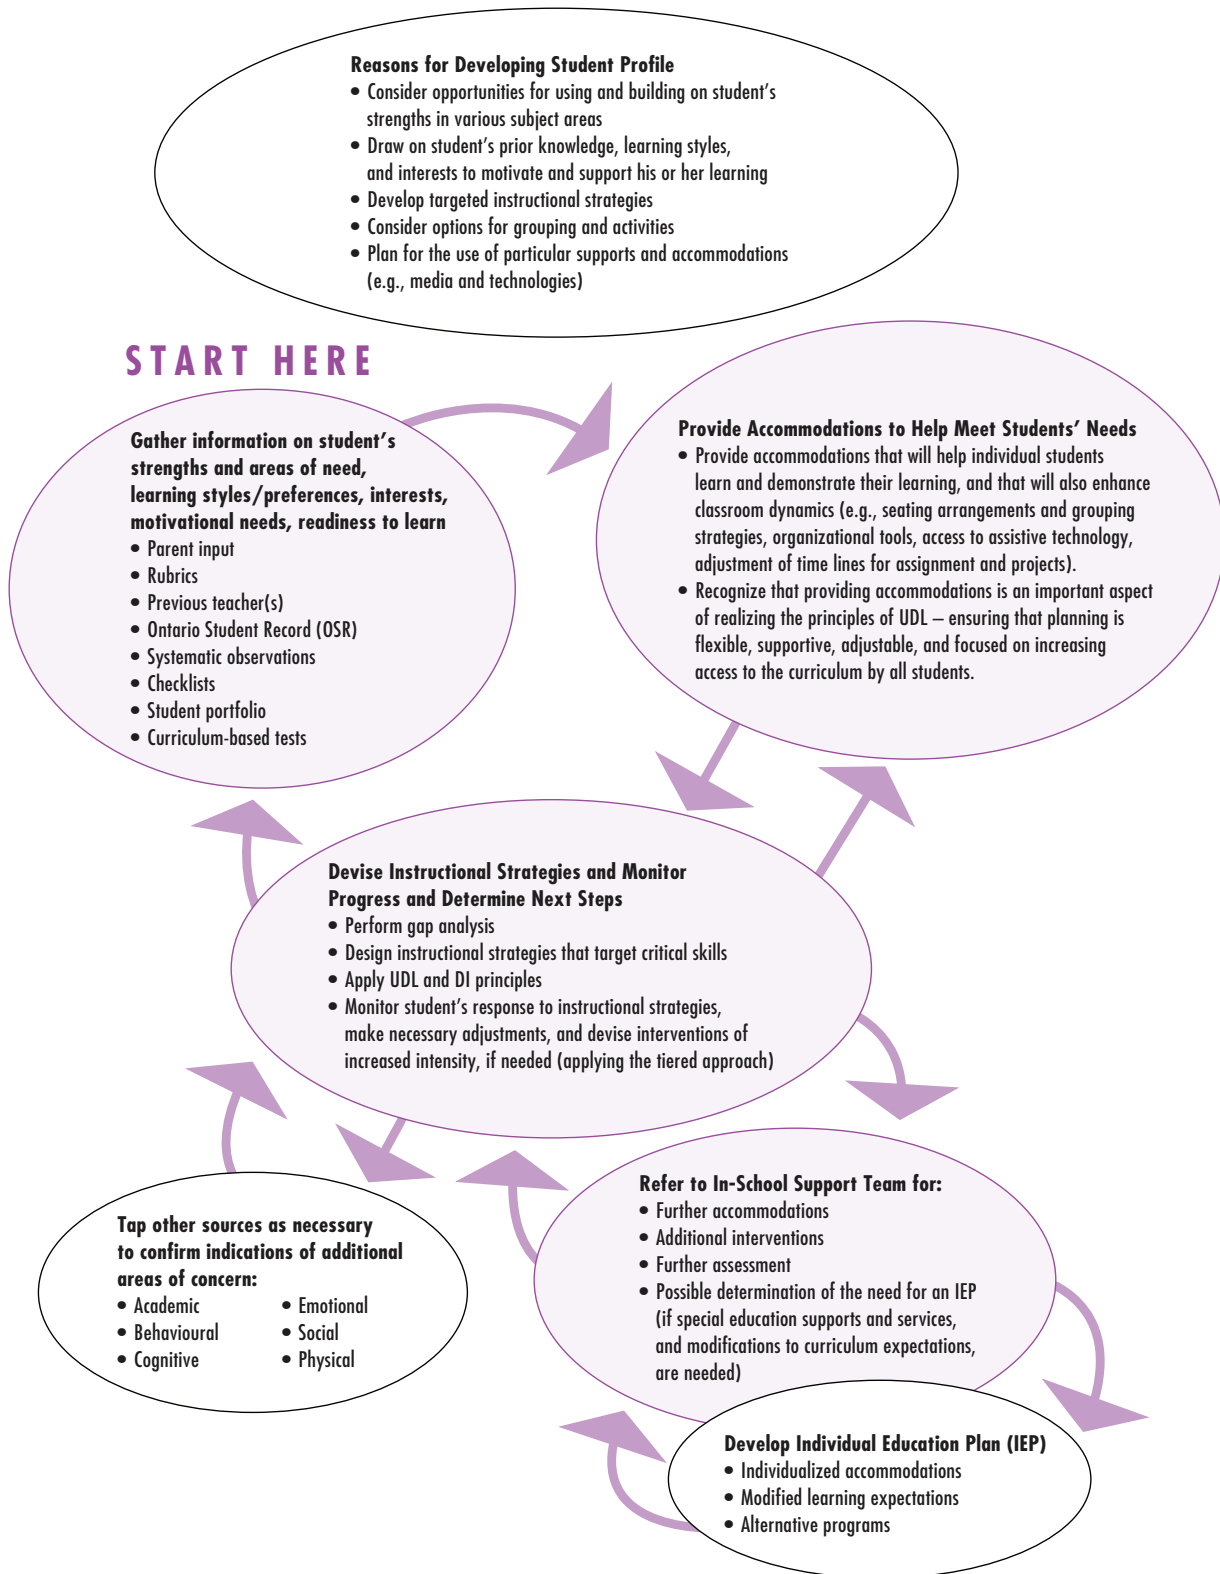 Reasons for Developing Student Profile
• Consider opportunities for using and building on student's
strengths in various subject areas
• Draw on student's prior knowledge, learning styles,
and interests to motivate and support his or her learning
• Develop targeted instructional strategies
• Consider options for grouping and activities
• Plan for the use of particular supports and accommodations
(e.g., media and technologies)
START HERE
Gather information on student's
strengths and areas of need,
learning styles/preferences, interests,
motivational needs, readiness to learn
• Parent input
• Rubrics
• Previous teacher(s)
• Ontario Student Record (OSR)
• Systematic observations
• Checklists
• Student portfolio
• Curriculum-based tests
Provide Accommodations to Help Meet Students' Needs
• Provide accommodations that will help individual students
learn and demonstrate their learning, and that will also enhance
classroom dynamics (e.g., seating arrangements and grouping
strategies, organizational tools, access to assistive technology,
adjustment of time lines for assignment and projects).
• Recognize that providing accommodations is an important aspect
of realizing the principles of UDL – ensuring that planning is
flexible, supportive, adjustable, and focused on increasing
access to the curriculum by all students.
Devise Instructional Strategies and Monitor
Progress and Determine Next Steps
• Perform gap analysis
• Design instructional strategies that target critical skills
• Apply UDL and DI principles
• Monitor student's response to instructional strategies,
make necessary adjustments, and devise interventions of
increased intensity, if needed (applying the tiered approach)
Tap other sources as necessary
to confirm indications of additional
areas of concern:
• Academic
• Behavioural
• Cognitive
• Emotional
• Social
• Physical
Refer to In-School Support Team for:
• Further accommodations
• Additional interventions
• Further assessment
• Possible determination of the need for an IEP
(if special education supports and services,
and modifications to curriculum expectations,
are needed)
Develop Individual Education Plan (IEP)
• Individualized accommodations
• Modified learning expectations
• Alternative programs